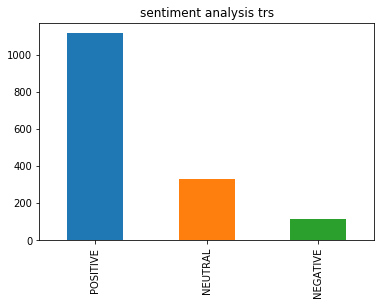 sentiment analysis trs
1000
800
600
400
200
0
POSITIVE
NEUTRAL
NEGATIVE